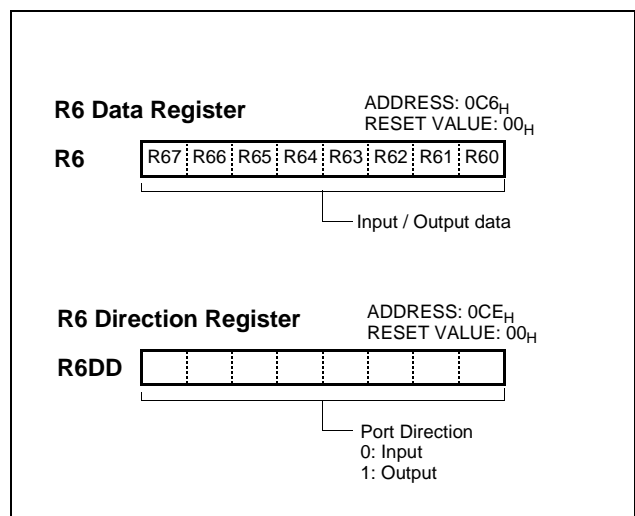 R6 Data Register
ADDRESS: 0C6H
RESET VALUE: 00H
R6
R67 R66 R65 R64 R63 R62 R61 R60
Input / Output data
R6 Direction Register
ADDRESS: 0CEH
RESET VALUE: 00H
R6DD
Port Direction
0: Input
1: Output